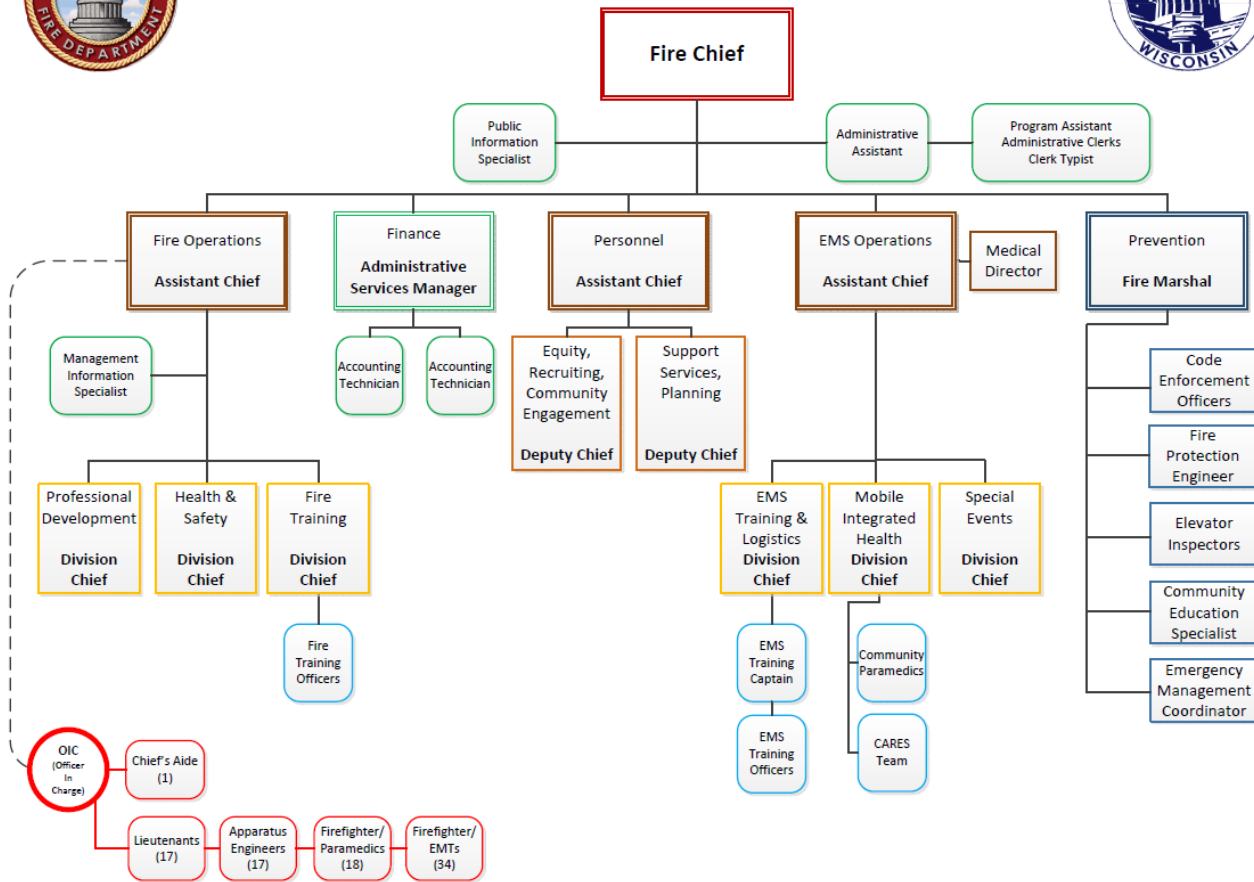 FIRE DEPARTMENT
WISCONSIN
Fire Chief
Public
Information
Specialist
Administrative
Assistant
Program Assistant
Administrative Clerks
Clerk Typist
Fire Operations
Assistant Chief
Finance
Administrative
Services Manager
Personnel
Assistant Chief
EMS Operations
Assistant Chief
Medical
Director
Prevention
Fire Marshal
Management
Information
Specialist
Accounting
Technician
Accounting
Technician
Equity,
Recruiting,
Community
Engagement
Deputy Chief
Support
Services,
Planning
Deputy Chief
Code
Enforcement
Officers
Fire
Protection
Engineer
Elevator
Inspectors
Community
Education
Specialist
Emergency
Management
Coordinator
Professional
Development
Division
Chief
Health &
Safety
Division
Chief
Fire
Training
Division
Chief
EMS
Training &
Logistics
Division
Chief
Mobile
Integrated
Health
Division
Chief
Special
Events
Division
Chief
Fire
Training
Officers
EMS
Training
Captain
Community
Paramedics
EMS
Training
Officers
CARES
Team
OIC
(Officer
In
Charge)
Chief's Aide
(1)
Lieutenants
(17)
Apparatus
Engineers
(17)
Firefighter/
Paramedics
(18)
Firefighter/
EMTs
(34)